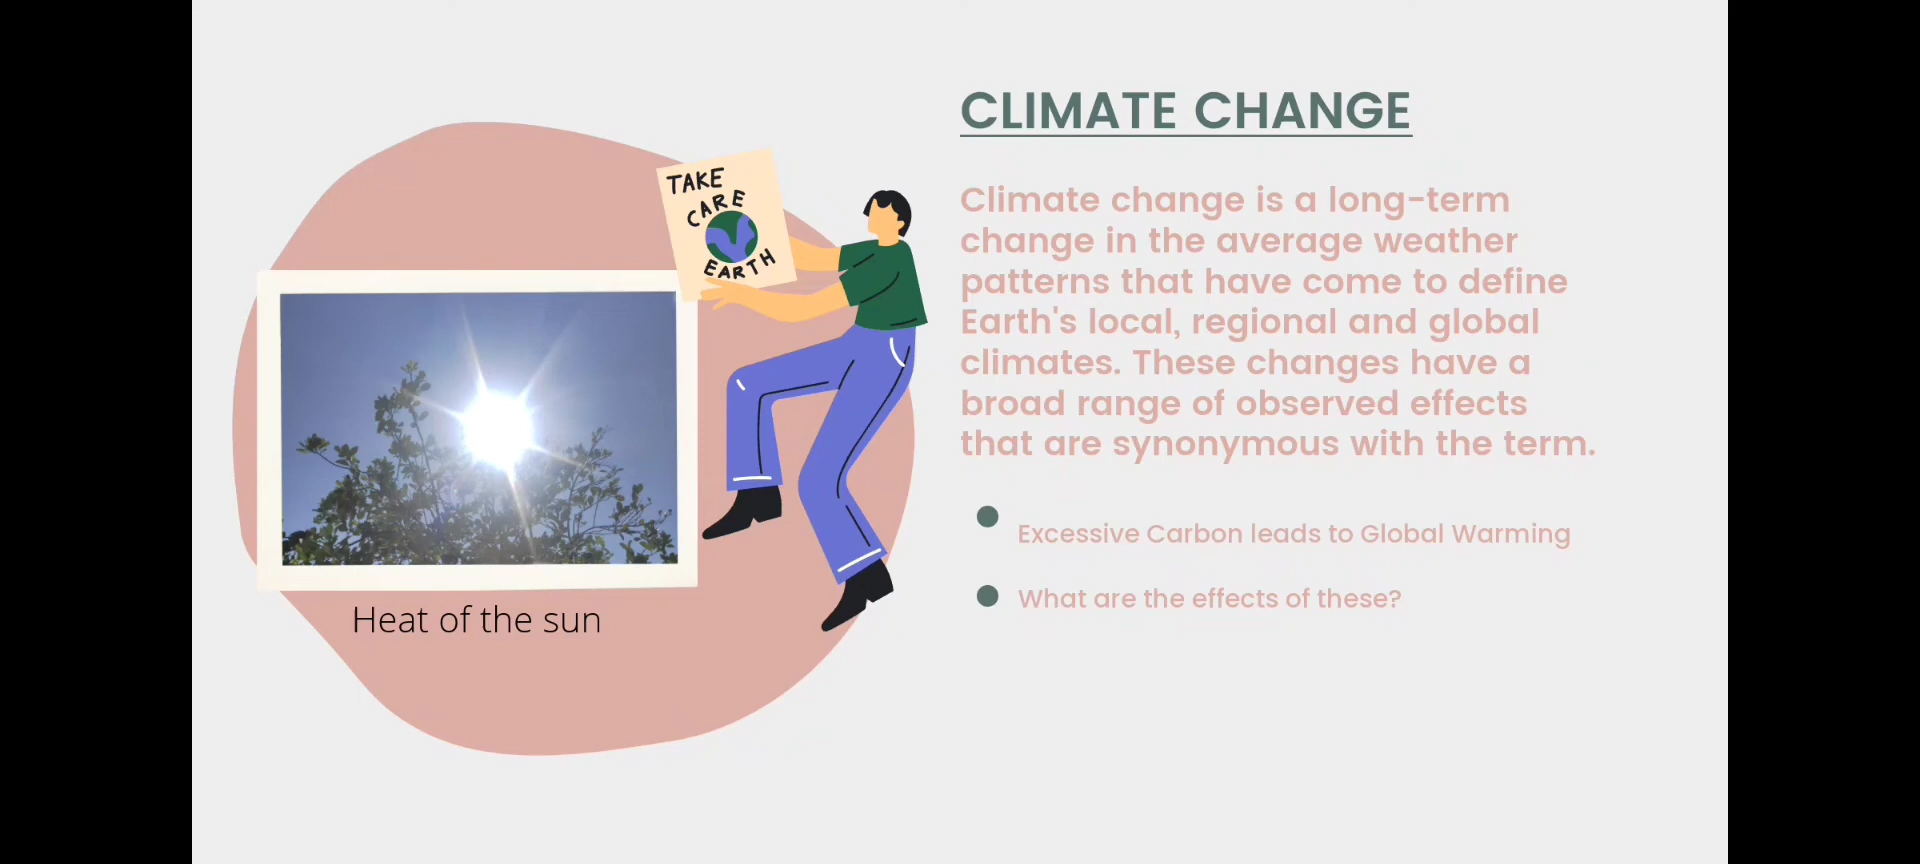 TAKE
CARE
EARTH
Heat of the sun
CLIMATE CHANGE
Climate change is a long-term
change in the average weather
patterns that have come to define
Earth's local, regional and global
climates. These changes have a
broad range of observed effects
that are synonymous with the term.
Excessive Carbon leads to Global Warming
What are the effects of these?